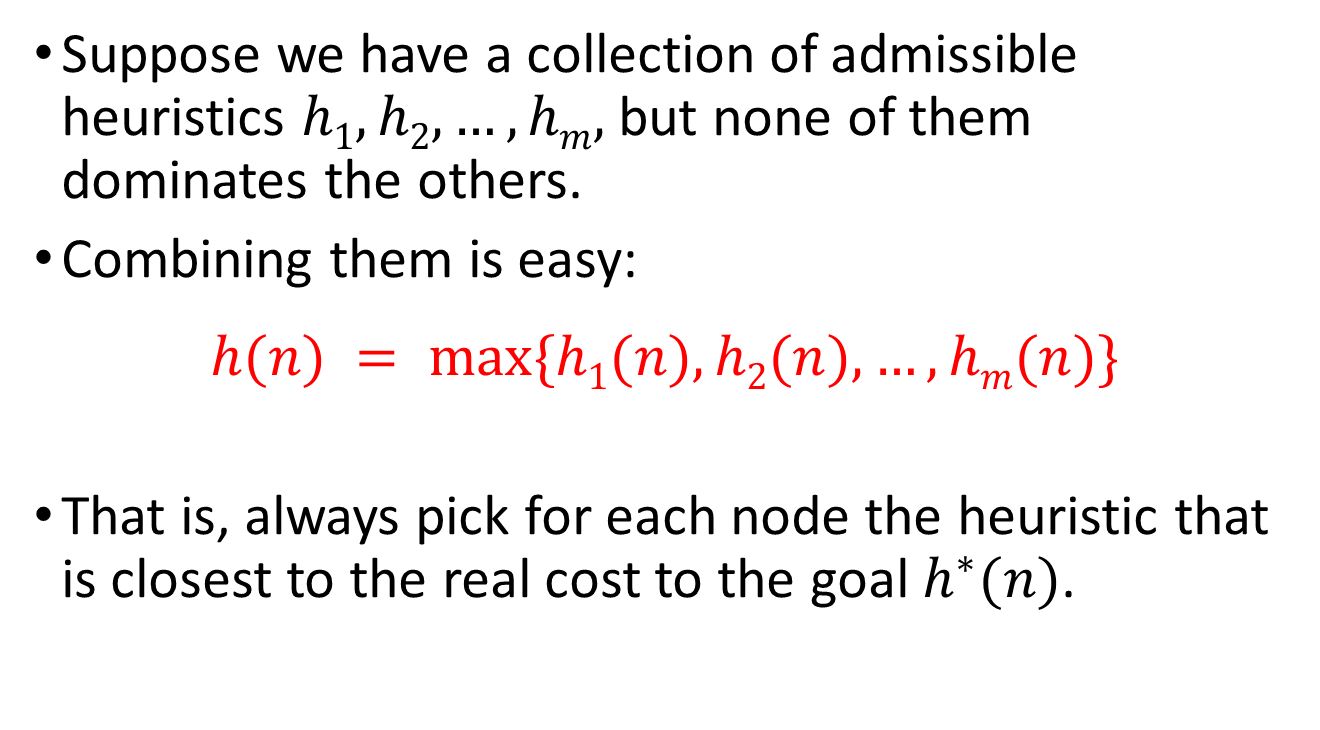 • Suppose we have a collection of admissible
heuristics ℎ₁, ℎ₂, … , ℎₘ, but none of them
dominates the others.
• Combining them is easy:
ℎ(𝑛) = max{ℎ₁(𝑛), ℎ₂(𝑛), … , ℎₘ(𝑛)}
• That is, always pick for each node the heuristic that
is closest to the real cost to the goal ℎ*(𝑛).